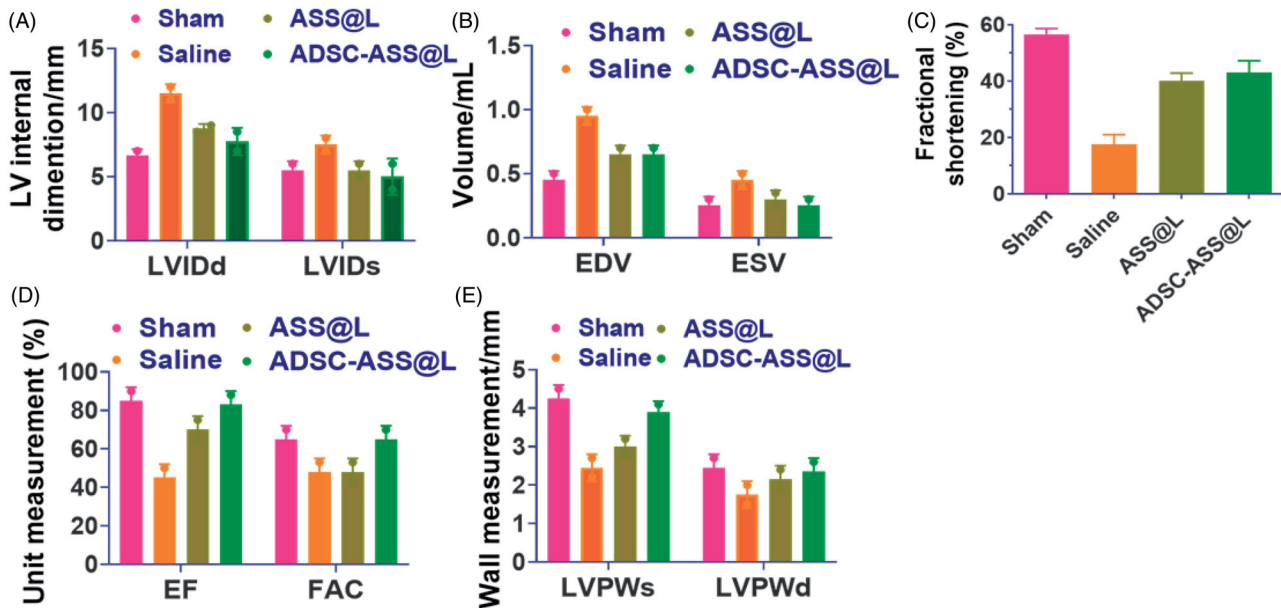 (A)
Sham
ASS@L
Saline
ADSC-ASS@L
LV internal
dimention/mm
15
10
5
0
LVIDd
LVIDs
(B)
Sham
ASS@L
Saline
ADSC-ASS@L
Volume/mL
1.5
1.0
0.5
0.0
EDV
ESV
(C)
Fractional
shortening (%)
60
40
20
0
Sham
Saline
ASS@L
ADSC-ASS@L
(D)
Sham
ASS@L
Saline
ADSC-ASS@L
Unit measurement (%)
100
80
60
40
20
0
EF
FAC
(E)
Sham
ASS@L
Saline
ADSC-ASS@L
Wall measurement/mm
5
4
3
2
1
0
LVPWs
LVPWd